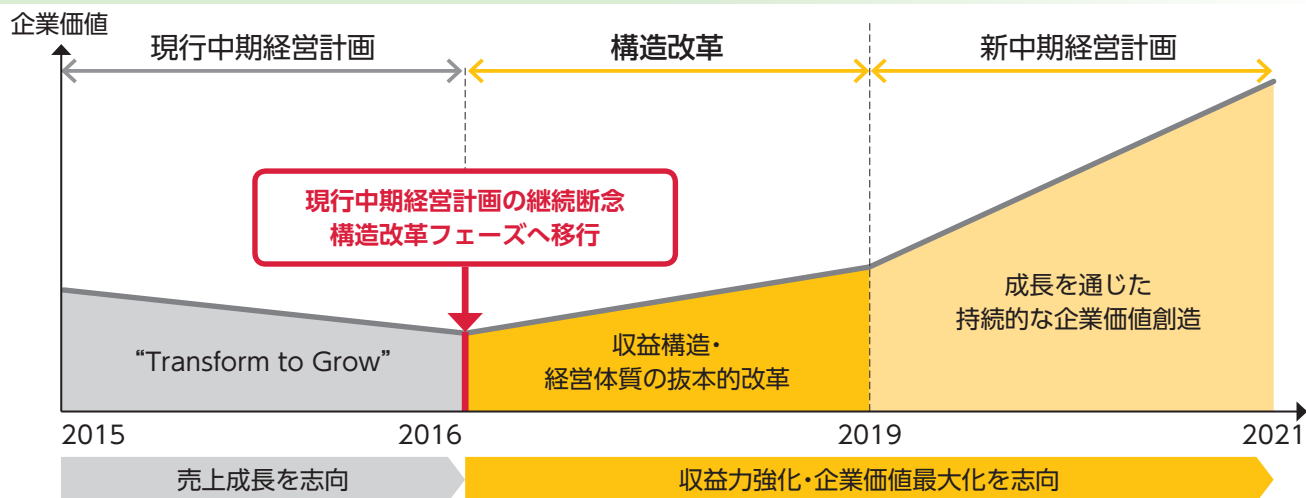 企業価値
現行中期経営計画
構造改革
新中期経営計画
現行中期経営計画の継続断念
構造改革フェーズへ移行
“Transform to Grow”
収益構造・
経営体質の抜本的改革
成長を通じた
持続的な企業価値創造
2015
2016
2019
2021
売上成長を志向
収益力強化・企業価値最大化を志向